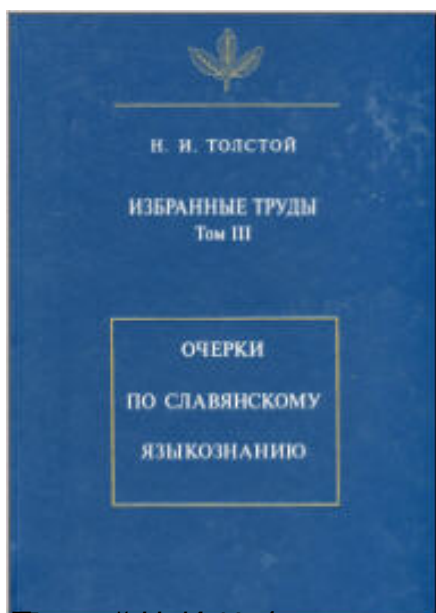 Н. И. ТОЛСТОЙ
ИЗБРАННЫЕ ТРУДЫ
Том III
ОЧЕРКИ
ПО СЛАВЯНСКОМУ
ЯЗЫКОЗНАНИЮ